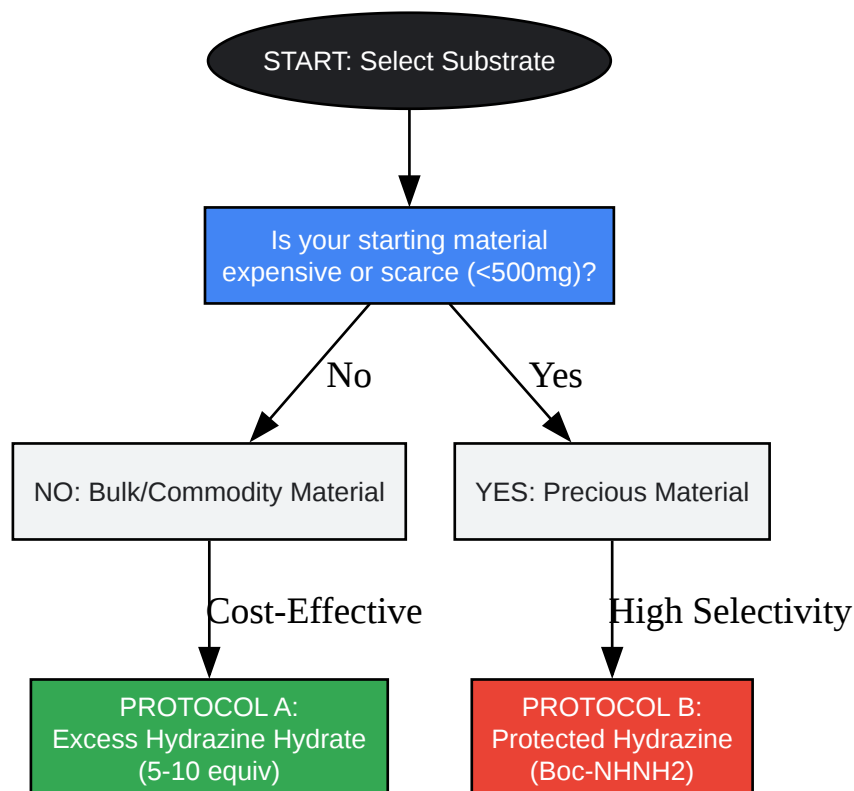 START: Select Substrate
Is your starting material
expensive or scarce (<500mg)?
No
Yes
NO: Bulk/Commodity Material
YES: Precious Material
Cost-Effective
High Selectivity
PROTOCOL A:
Excess Hydrazine Hydrate
(5-10 equiv)
PROTOCOL B:
Protected Hydrazine
(Boc-NHNH2)